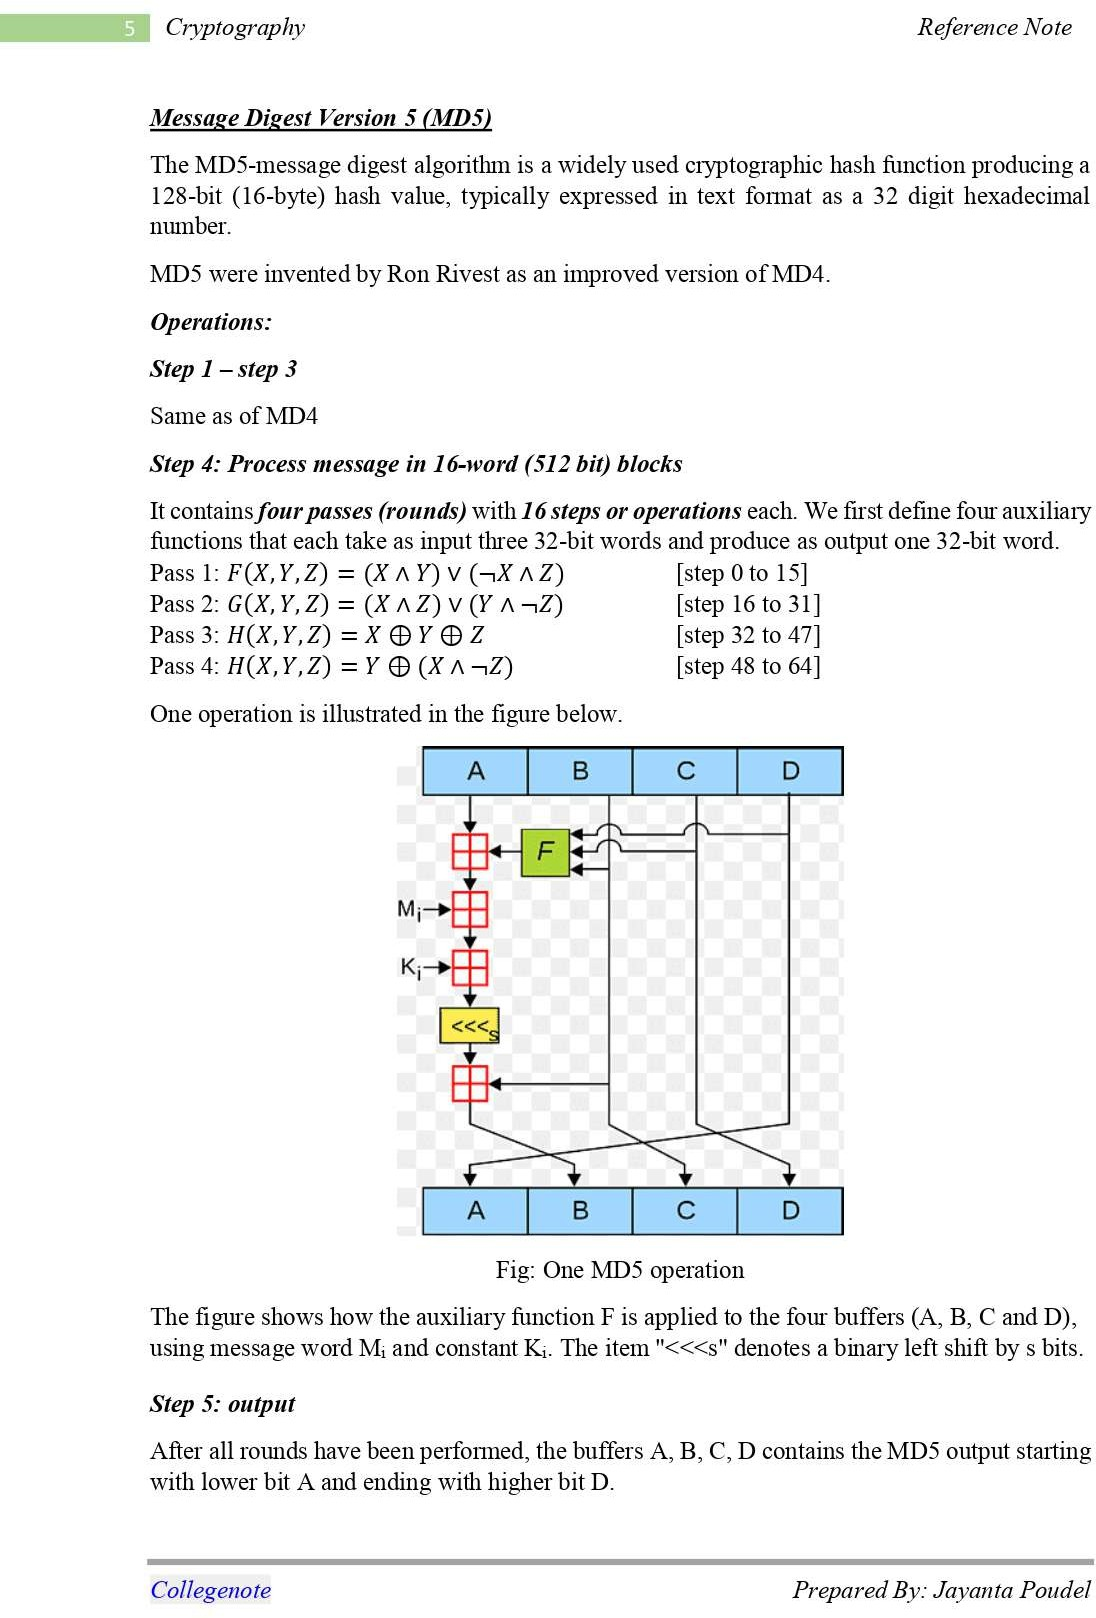 5 Cryptography Reference Note
Message Digest Version 5 (MD5)
The MD5-message digest algorithm is a widely used cryptographic hash function producing a
128-bit (16-byte) hash value, typically expressed in text format as a 32 digit hexadecimal
number.
MD5 were invented by Ron Rivest as an improved version of MD4.
Operations:
Step 1 – step 3
Same as of MD4
Step 4: Process message in 16-word (512 bit) blocks
It contains four passes (rounds) with 16 steps or operations each. We first define four auxiliary
functions that each take as input three 32-bit words and produce as output one 32-bit word.
Pass 1: F(X,Y,Z) = (X ∧ Y) ∨ (¬X ∧ Z) [step 0 to 15]
Pass 2: G(X,Y,Z) = (X ∧ Z) ∨ (Y ∧ ¬Z) [step 16 to 31]
Pass 3: H(X,Y,Z) = X ⊕ Y ⊕ Z [step 32 to 47]
Pass 4: H(X,Y,Z) = Y ⊕ (X ∧ ¬Z) [step 48 to 64]
One operation is illustrated in the figure below.
A B C D
F
Mi
Ki
<<<s
A B C D
Fig: One MD5 operation
The figure shows how the auxiliary function F is applied to the four buffers (A, B, C and D),
using message word Mi and constant Ki. The item "<<<s" denotes a binary left shift by s bits.
Step 5: output
After all rounds have been performed, the buffers A, B, C, D contains the MD5 output starting
with lower bit A and ending with higher bit D.
Collegenote Prepared By: Jayanta Poudel